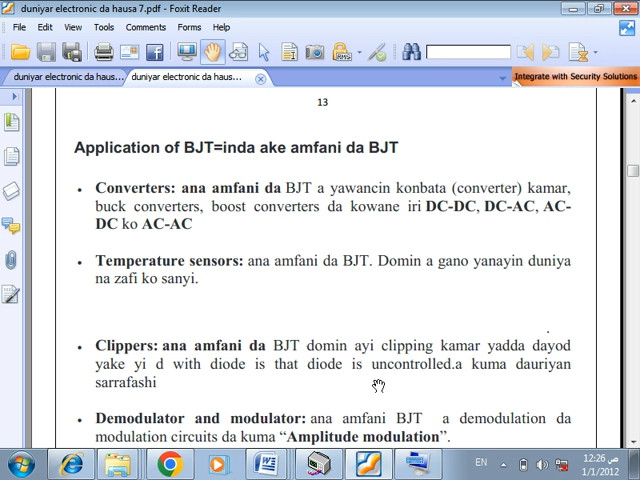 duniyar electronic da hausa 7.pdf - Foxit Reader
File Edit View Tools Comments Forms Help
duniyar electronic da haus... duniyar electronic da haus... Integrate with Security Solutions
13
Application of BJT=inda ake amfani da BJT
• Converters: ana amfani da BJT a yawancin konbata (converter) kamar,
buck converters, boost converters da kowane iri DC-DC, DC-AC, AC-
DC ko AC-AC
• Temperature sensors: ana amfani da BJT. Domin a gano yanayin duniya
na zafi ko sanyi.
.
• Clippers: ana amfani da BJT domin ayi clipping kamar yadda dayod
yake yi d with diode is that diode is uncontrolled.a kuma dauriyan
sarrafashi
• Demodulator and modulator: ana amfani BJT a demodulation da
modulation circuits da kuma “Amplitude modulation”.
EN 12:26 ص
1/1/2012